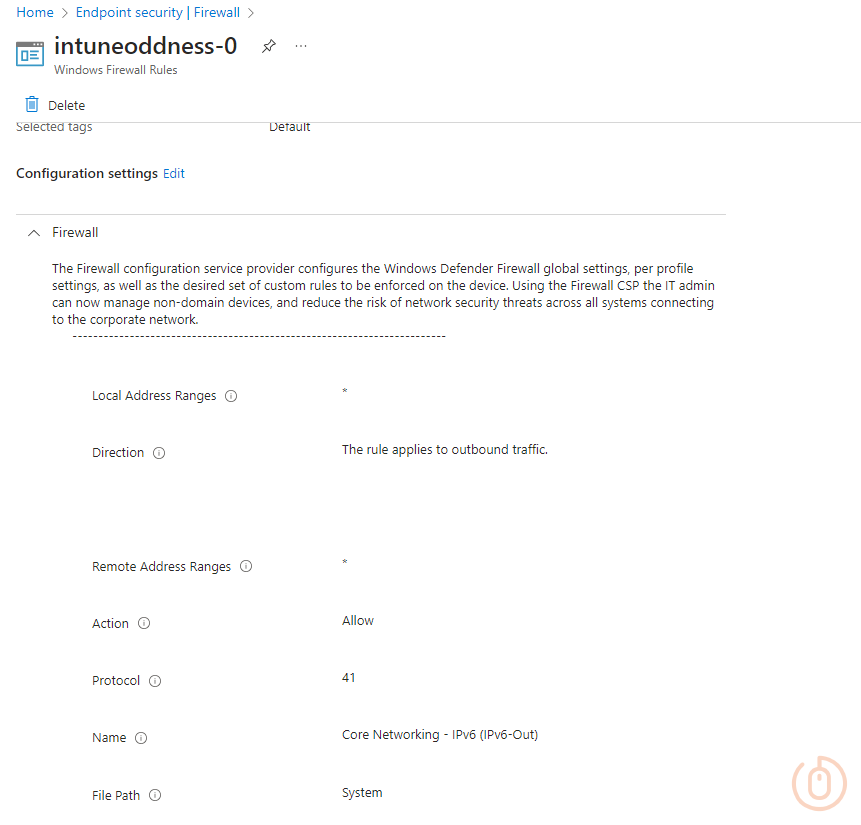 Home > Endpoint security | Firewall >
intuneoddness-0 ...
Windows Firewall Rules
Delete
Selected tags Default
Configuration settings Edit
Firewall
The Firewall configuration service provider configures the Windows Defender Firewall global settings, per profile
settings, as well as the desired set of custom rules to be enforced on the device. Using the Firewall CSP the IT admin
can now manage non-domain devices, and reduce the risk of network security threats across all systems connecting
to the corporate network.
------------------------------------------------------------------------
Local Address Ranges *
Direction The rule applies to outbound traffic.
Remote Address Ranges *
Action Allow
Protocol 41
Name Core Networking - IPv6 (IPv6-Out)
File Path System